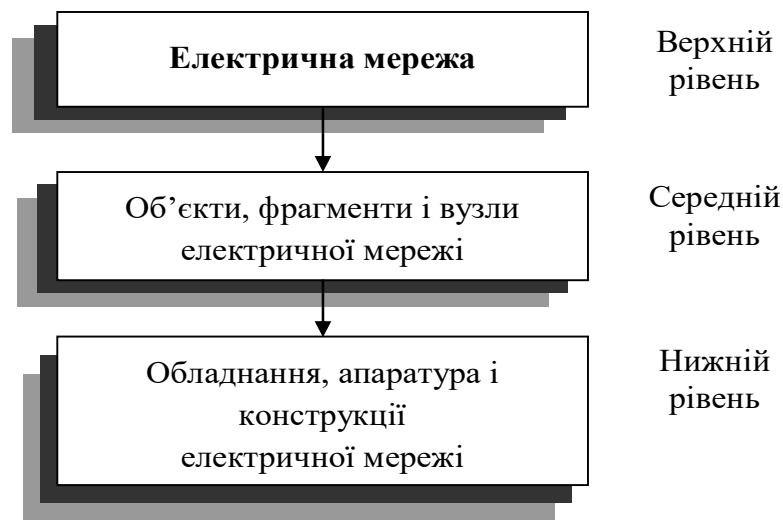 Електрична мережа
Верхній
рівень
Об’єкти, фрагменти і вузли
електричної мережі
Середній
рівень
Обладнання, апаратура і
конструкції
електричної мережі
Нижній
рівень